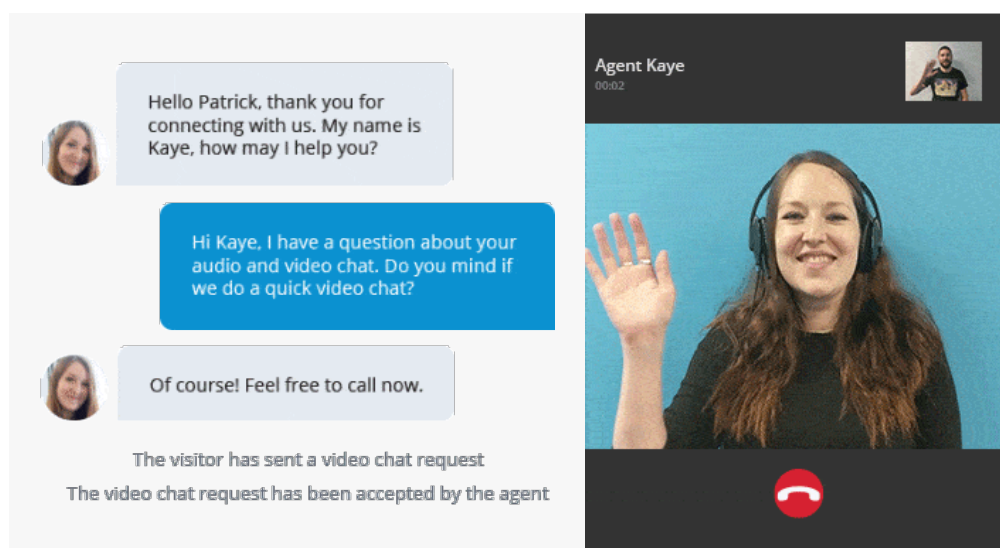 Hello Patrick, thank you for
connecting with us. My name is
Kaye, how may I help you?
Hi Kaye, I have a question about your
audio and video chat. Do you mind if
we do a quick video chat?
Of course! Feel free to call now.
The visitor has sent a video chat request
The video chat request has been accepted by the agent
Agent Kaye
00:02